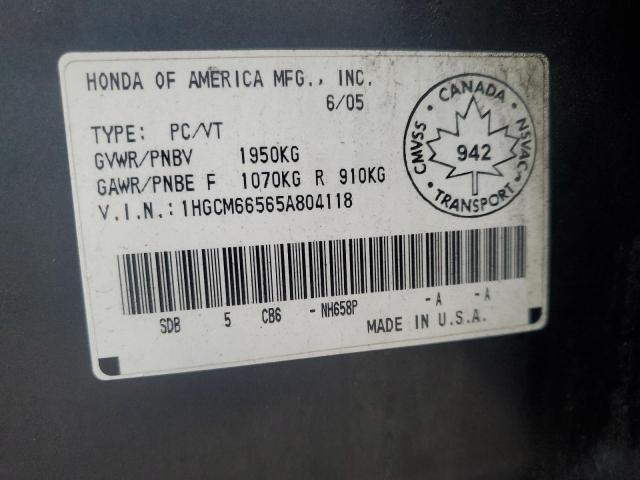 HONDA OF AMERICA MFG., INC.
6/05
TYPE: PC/VT
GVWR/PNBV 1950KG
GAWR/PNBE F 1070KG R 910KG
V.I.N.: 1HGCM66565A804118
CMVSS · CANADA · NSVAC · TRANSPORT ·
942
SDB 5 CB6 - NH658P - A - A
MADE IN U.S.A.